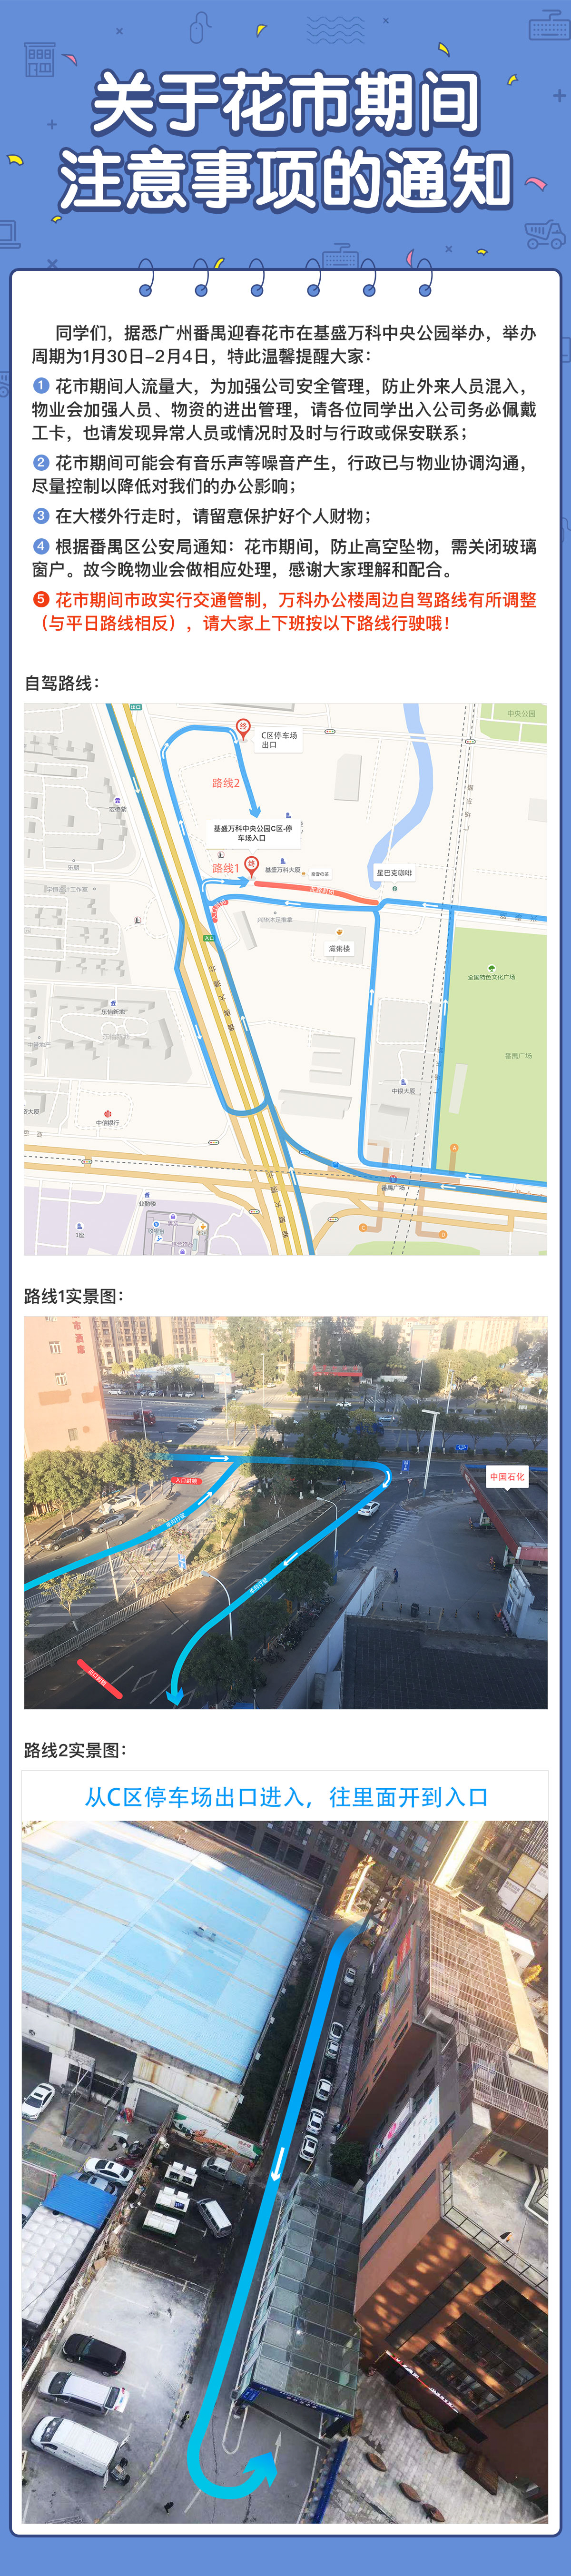 关于花市期间
注意事项的通知
同学们，据悉广州番禺迎春花市在基盛万科中央公园举办，举办
周期为1月30日-2月4日，特此温馨提醒大家：
1 花市期间人流量大，为加强公司安全管理，防止外来人员混入，
物业会加强人员、物资的进出管理，请各位同学出入公司务必佩戴
工卡，也请发现异常人员或情况时及时与行政或保安联系；
2 花市期间可能会有音乐声等噪音产生，行政已与物业协调沟通，
尽量控制以降低对我们的办公影响；
3 在大楼外行走时，请留意保护好个人财物；
4 根据番禺区公安局通知：花市期间，防止高空坠物，需关闭玻璃
窗户。故今晚物业会做相应处理，感谢大家理解和配合。
5 花市期间市政实行交通管制，万科办公楼周边自驾路线有所调整
（与平日路线相反），请大家上下班按以下路线行驶哦！
自驾路线：
出口
中央公园
终
C区停车场
出口
路线2
基盛万科中央公园C区-停
车场入口
路线1
终
基盛万科大厦
星巴克咖啡
入口
潮粥楼
全国特色文化广场
东怡新地
番禺广场
中银大厦
中信银行
番禺广场
A
业勤楼
1座
C
D
路线1实景图：
入口封锁
中国石化
出口封锁
路线2实景图：
从C区停车场出口进入，往里面开到入口